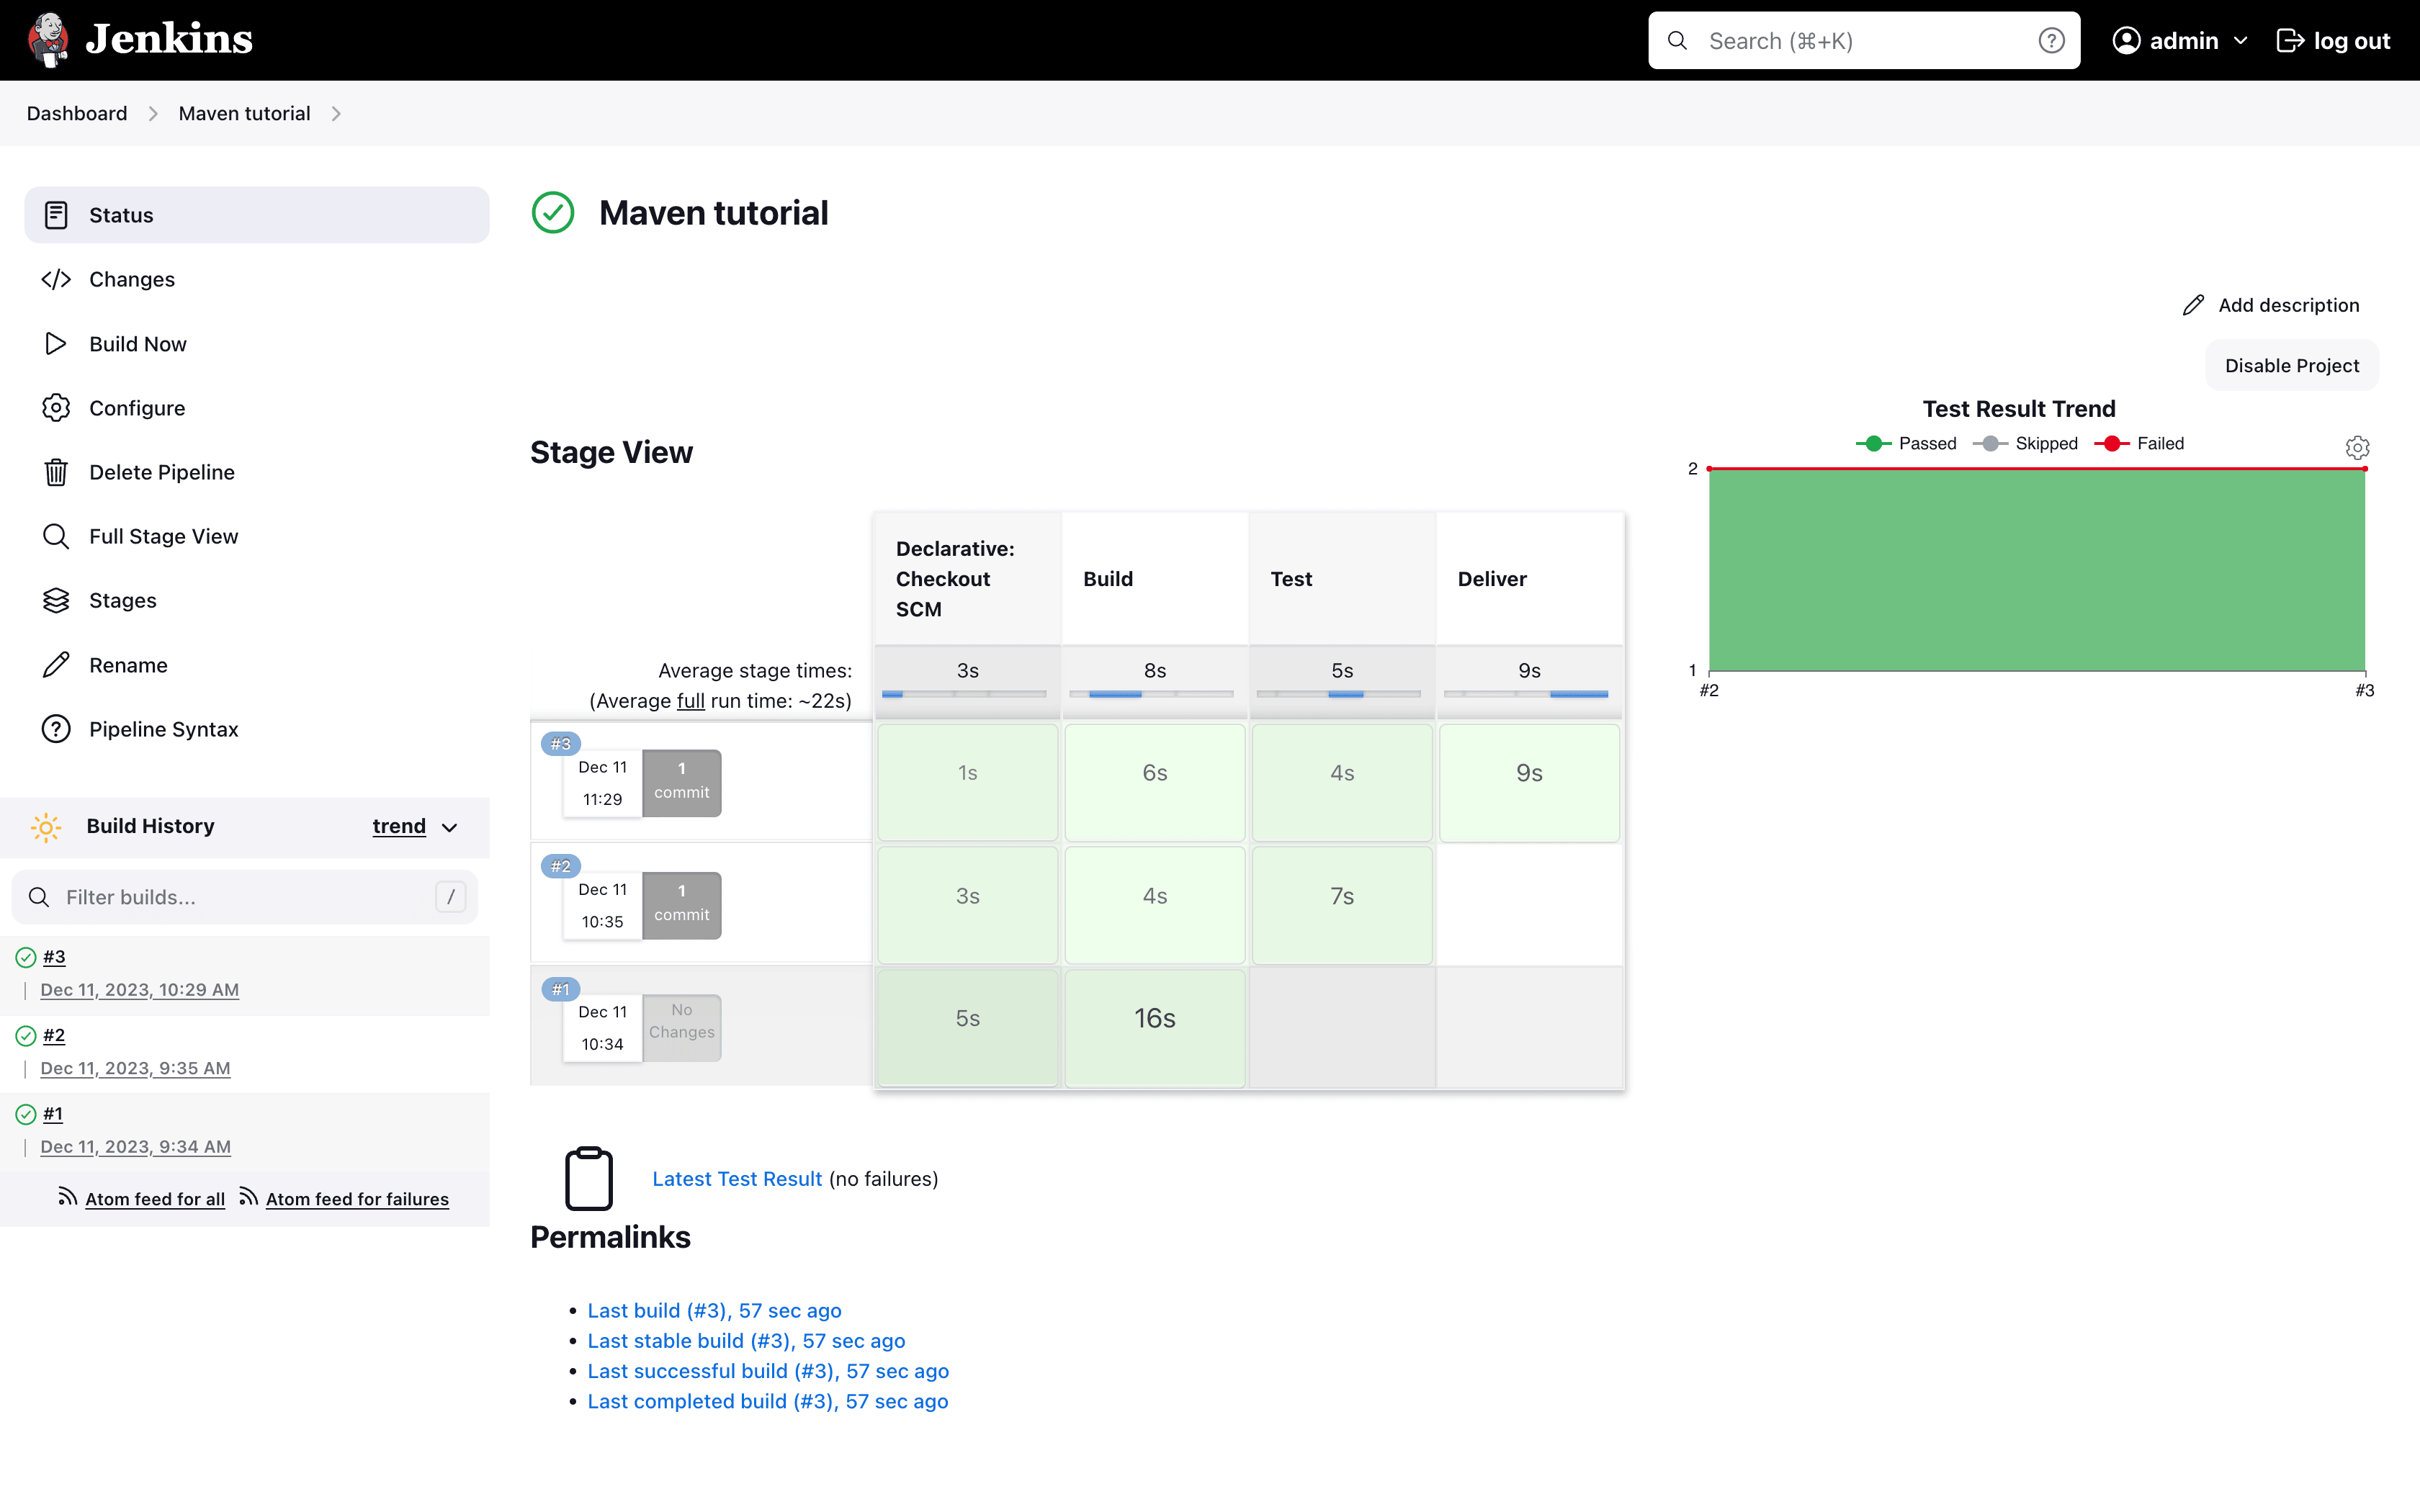 Jenkins
Search (⌘+K)
admin
log out
Dashboard
Maven tutorial
Status
Changes
Build Now
Configure
Delete Pipeline
Full Stage View
Stages
Rename
Pipeline Syntax
Build History
trend
Filter builds...
/
#3
Dec 11, 2023, 10:29 AM
#2
Dec 11, 2023, 9:35 AM
#1
Dec 11, 2023, 9:34 AM
Atom feed for all
Atom feed for failures
Maven tutorial
Add description
Disable Project
Stage View
Declarative:
Checkout
SCM
Build
Test
Deliver
Average stage times:
(Average full run time: ~22s)
3s
8s
5s
9s
#3
Dec 11
11:29
1
commit
1s
6s
4s
9s
#2
Dec 11
10:35
1
commit
3s
4s
7s
#1
Dec 11
10:34
No
Changes
5s
16s
Test Result Trend
Passed
Skipped
Failed
2
1
#2
#3
Latest Test Result (no failures)
Permalinks
Last build (#3), 57 sec ago
Last stable build (#3), 57 sec ago
Last successful build (#3), 57 sec ago
Last completed build (#3), 57 sec ago